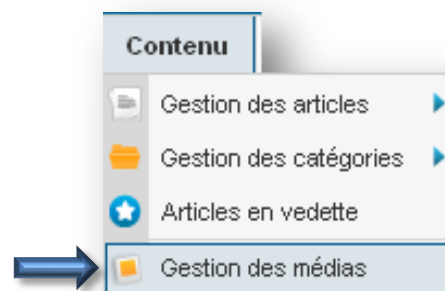 Contenu
Gestion des articles
Gestion des catégories
Articles en vedette
Gestion des médias